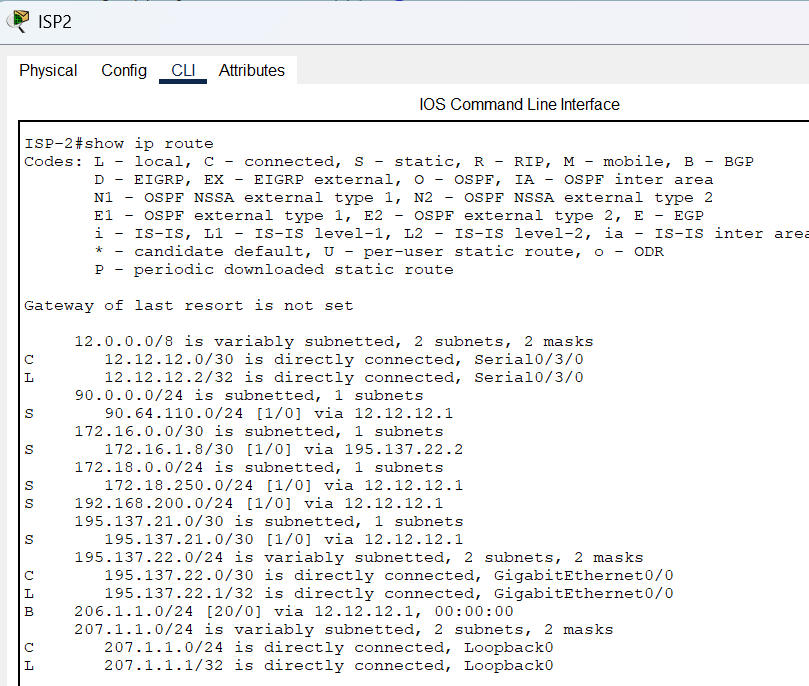 ISP2
Physical Config CLI Attributes
IOS Command Line Interface
ISP-2#show ip route
Codes: L - local, C - connected, S - static, R - RIP, M - mobile, B - BGP
D - EIGRP, EX - EIGRP external, O - OSPF, IA - OSPF inter area
N1 - OSPF NSSA external type 1, N2 - OSPF NSSA external type 2
E1 - OSPF external type 1, E2 - OSPF external type 2, E - EGP
i - IS-IS, L1 - IS-IS level-1, L2 - IS-IS level-2, ia - IS-IS inter area
* - candidate default, U - per-user static route, o - ODR
P - periodic downloaded static route
Gateway of last resort is not set
12.0.0.0/8 is variably subnetted, 2 subnets, 2 masks
C 12.12.12.0/30 is directly connected, Serial0/3/0
L 12.12.12.2/32 is directly connected, Serial0/3/0
90.0.0.0/24 is subnetted, 1 subnets
S 90.64.110.0/24 [1/0] via 12.12.12.1
172.16.0.0/30 is subnetted, 1 subnets
S 172.16.1.8/30 [1/0] via 195.137.22.2
172.18.0.0/24 is subnetted, 1 subnets
S 172.18.250.0/24 [1/0] via 12.12.12.1
S 192.168.200.0/24 [1/0] via 12.12.12.1
195.137.21.0/30 is subnetted, 1 subnets
S 195.137.21.0/30 [1/0] via 12.12.12.1
195.137.22.0/24 is variably subnetted, 2 subnets, 2 masks
C 195.137.22.0/30 is directly connected, GigabitEthernet0/0
L 195.137.22.1/32 is directly connected, GigabitEthernet0/0
B 206.1.1.0/24 [20/0] via 12.12.12.1, 00:00:00
207.1.1.0/24 is variably subnetted, 2 subnets, 2 masks
C 207.1.1.0/24 is directly connected, Loopback0
L 207.1.1.1/32 is directly connected, Loopback0